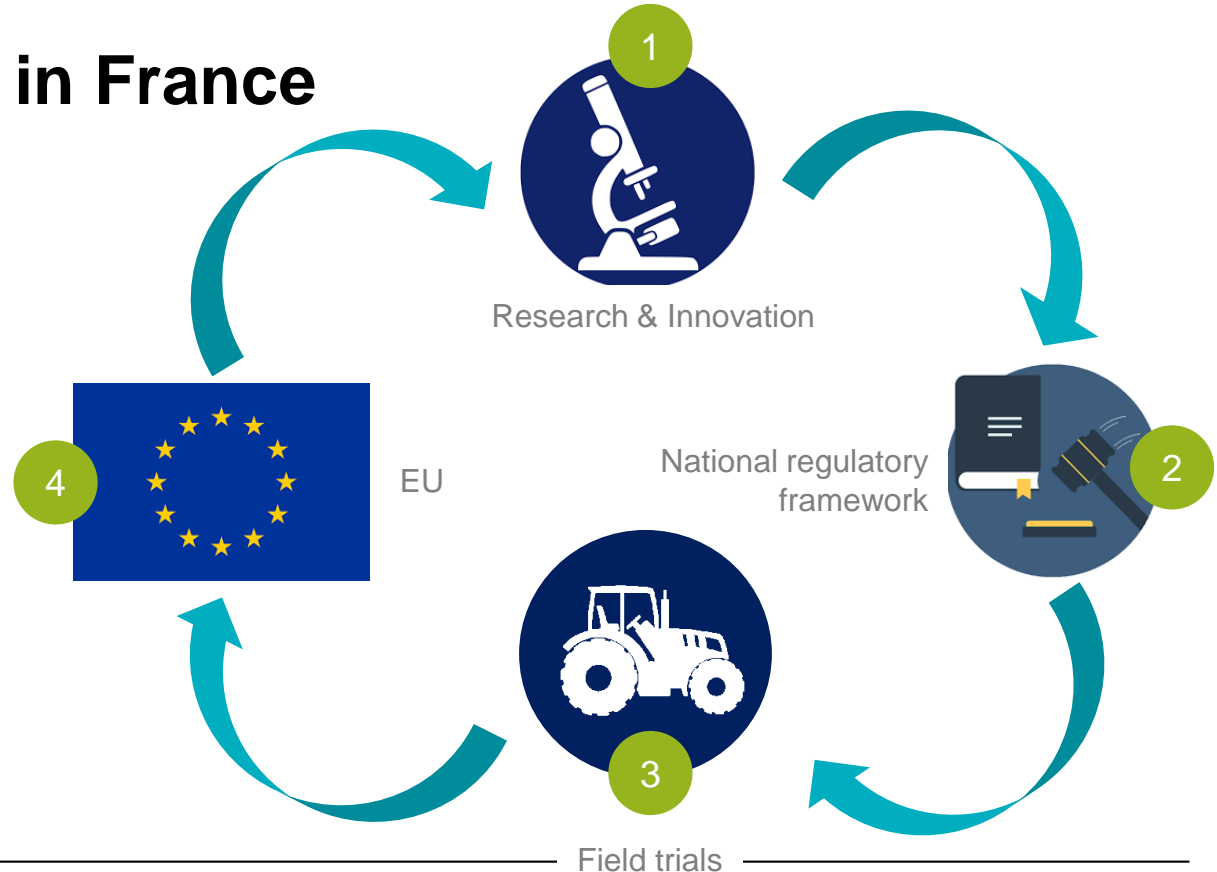 in France
1
Research & Innovation
National regulatory
framework
2
4
EU
3
Field trials